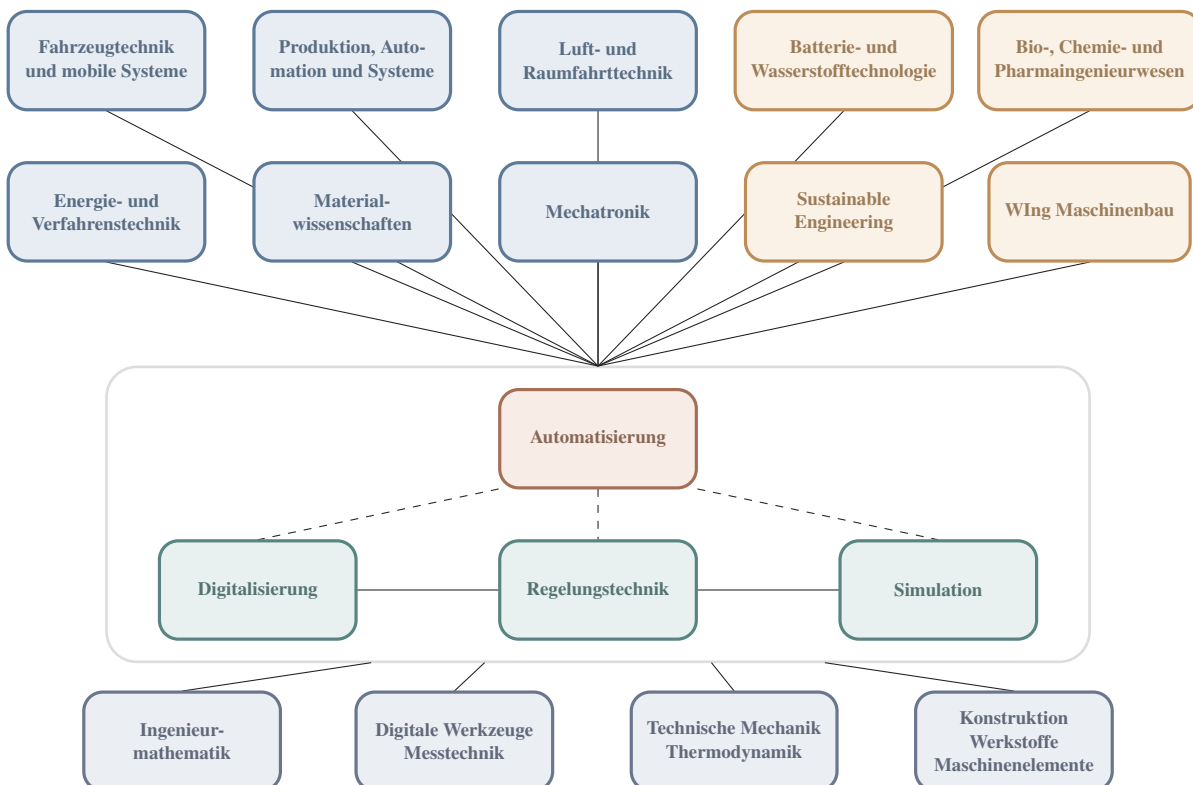 Fahrzeugtechnik
und mobile Systeme
Produktion, Auto-
mation und Systeme
Luft- und
Raumfahrttechnik
Batterie- und
Wasserstofftechnologie
Bio-, Chemie- und
Pharmaingenieurwesen
Energie- und
Verfahrenstechnik
Material-
wissenschaften
Mechatronik
Sustainable
Engineering
WIng Maschinenbau
Automatisierung
Digitalisierung
Regelungstechnik
Simulation
Ingenieur-
mathematik
Digitale Werkzeuge
Messtechnik
Technische Mechanik
Thermodynamik
Konstruktion
Werkstoffe
Maschinenelemente